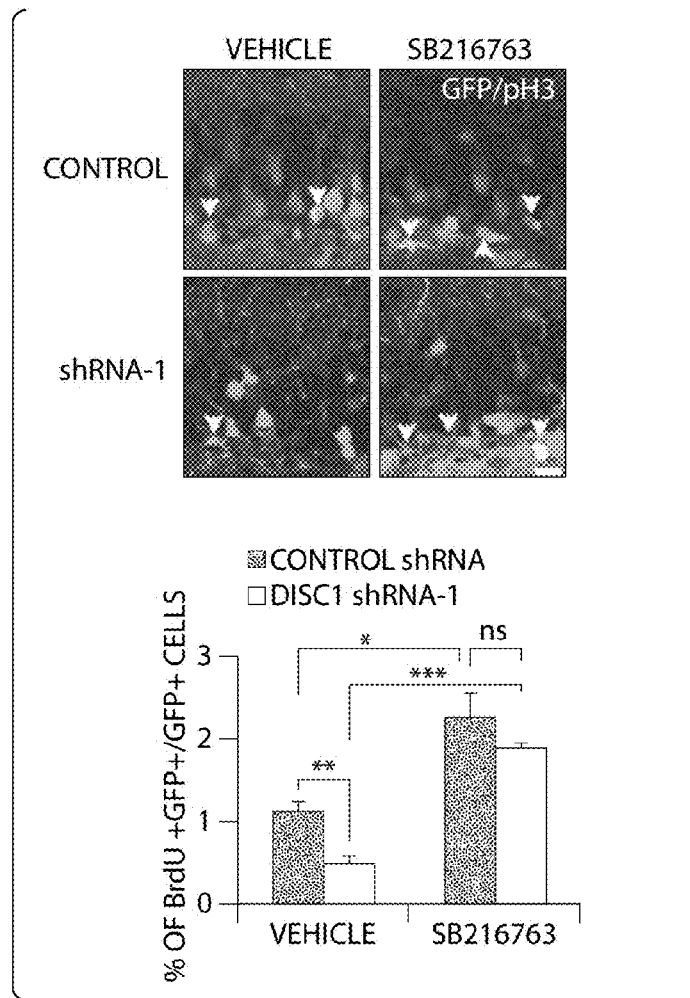 VEHICLE SB216763
GFP/pH3
CONTROL
shRNA-1
CONTROL shRNA
DISC1 shRNA-1
% OF BrdU +GFP+/GFP+ CELLS
3
2
1
0
* ns
***
**
VEHICLE SB216763